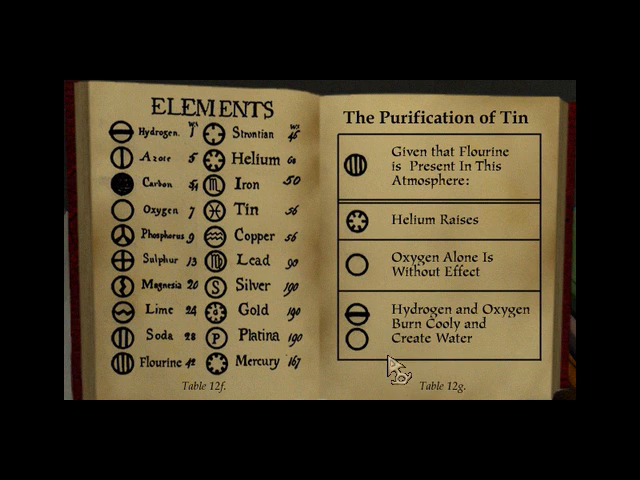 ELEMENTS
Hydrogen. 1
Azote 5
Carbon 54
Oxygen 7
Phosphorus 9
Sulphur 13
Magnesia 20
Lime 24
Soda 28
Flourine 42
Strontian 46
Helium
Iron 50
Tin 56
Copper 56
Lead 90
Silver 190
Gold 190
Platina 190
Mercury 167
Table 12f.
The Purification of Tin
Given that Flourine
is Present In This
Atmosphere:
Helium Raises
Oxygen Alone Is
Without Effect
Hydrogen and Oxygen
Burn Cooly and
Create Water
Table 12g.